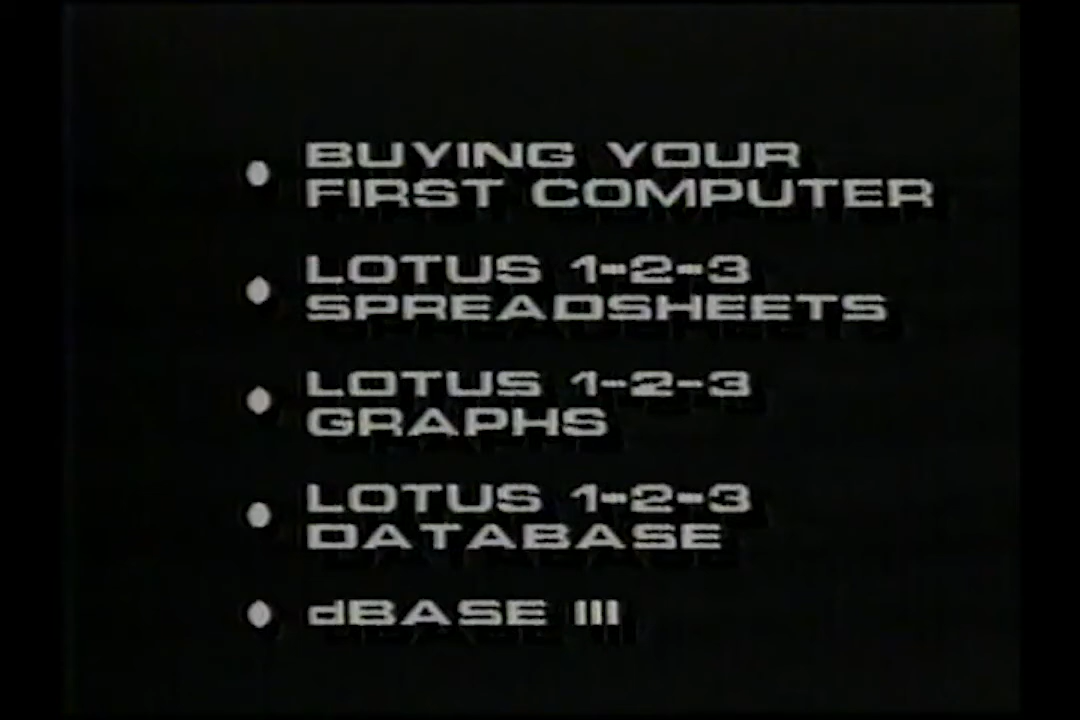 • BUYING YOUR
FIRST COMPUTER
• LOTUS 1-2-3
SPREADSHEETS
• LOTUS 1-2-3
GRAPHS
• LOTUS 1-2-3
DATABASE
• dBASE III